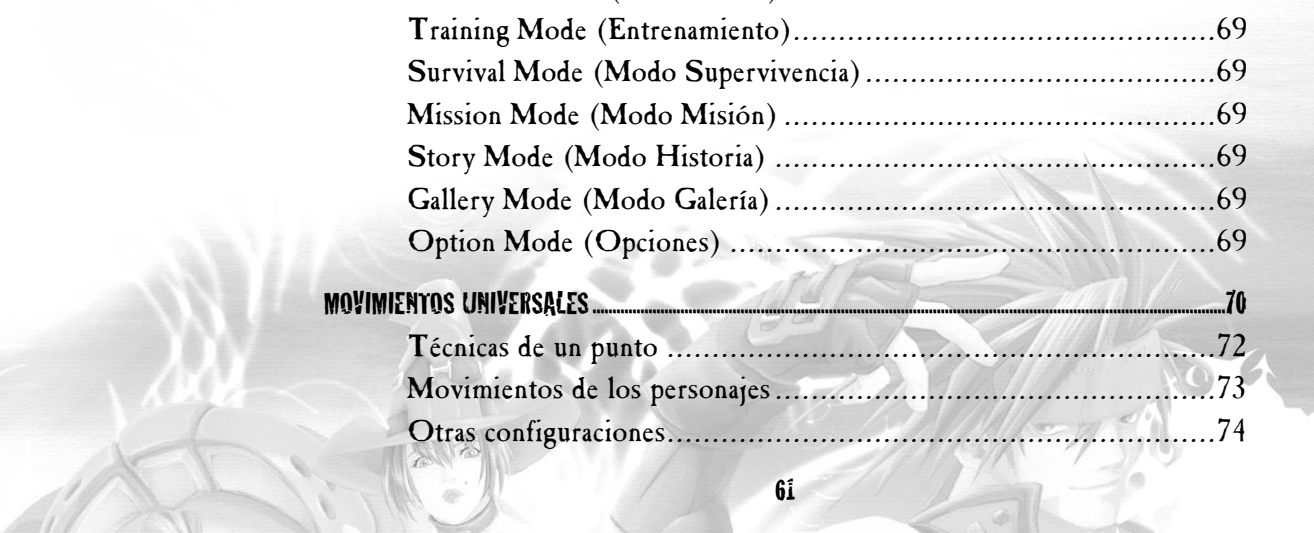 Training Mode (Entrenamiento)................................................69
Survival Mode (Modo Supervivencia)........................................69
Mission Mode (Modo Misión) .................................................69
Story Mode (Modo Historia) ..................................................69
Gallery Mode (Modo Galería)..................................................69
Option Mode (Opciones) .......................................................69
MOVIMIENTOS UNIVERSALES................................................................70
Técnicas de un punto ..............................................................72
Movimientos de los personajes.................................................73
Otras configuraciones..............................................................74
61